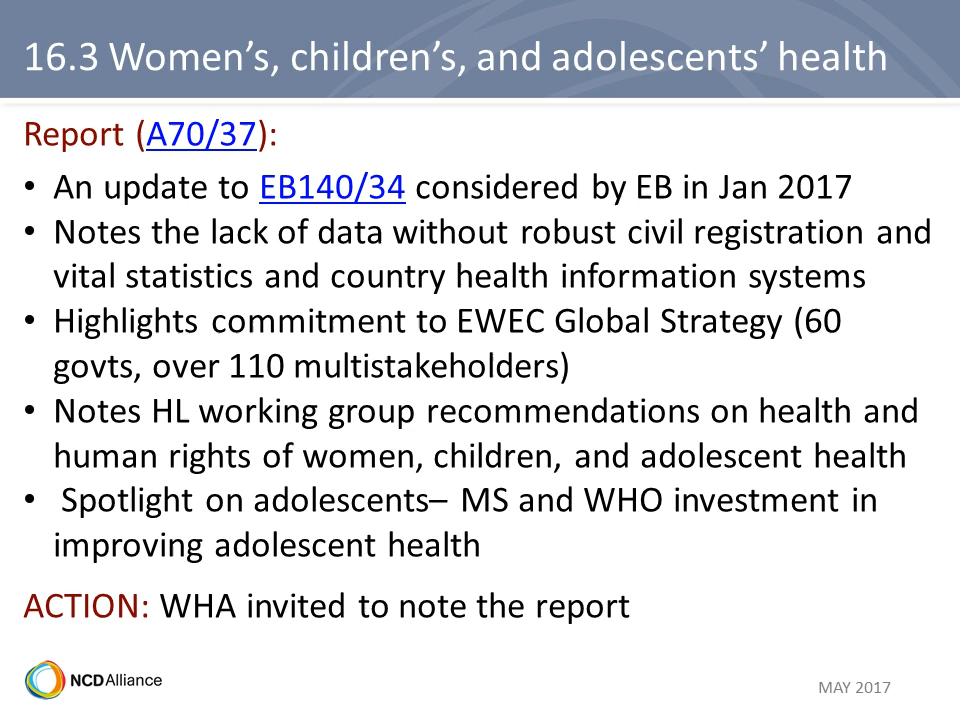 16.3 Women’s, children’s, and adolescents’ health
Report (A70/37):
• An update to EB140/34 considered by EB in Jan 2017
• Notes the lack of data without robust civil registration and
vital statistics and country health information systems
• Highlights commitment to EWEC Global Strategy (60
govts, over 110 multistakeholders)
• Notes HL working group recommendations on health and
human rights of women, children, and adolescent health
• Spotlight on adolescents– MS and WHO investment in
improving adolescent health
ACTION: WHA invited to note the report
NCDAlliance
MAY 2017